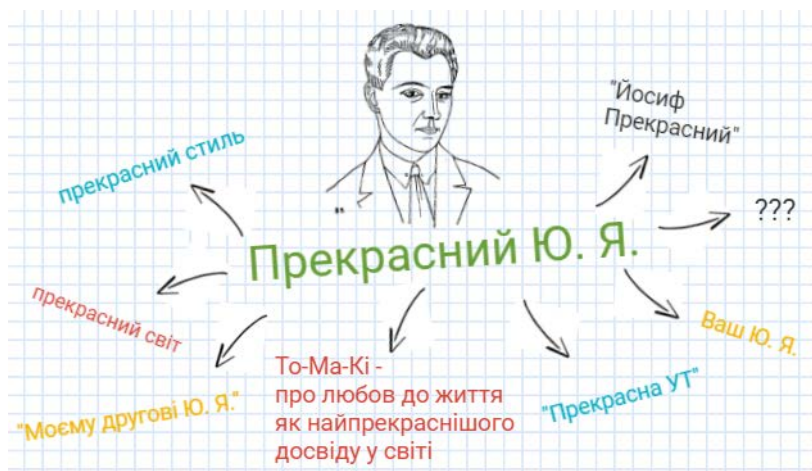 "Йосиф
Прекрасний"
прекрасний стиль
???
Прекрасний Ю. Я.
прекрасний світ
Ваш Ю. Я.
То-Ма-Кі -
про любов до життя
як найпрекраснішого
досвіду у світі
"Прекрасна УТ"
"Моєму другові Ю. Я."